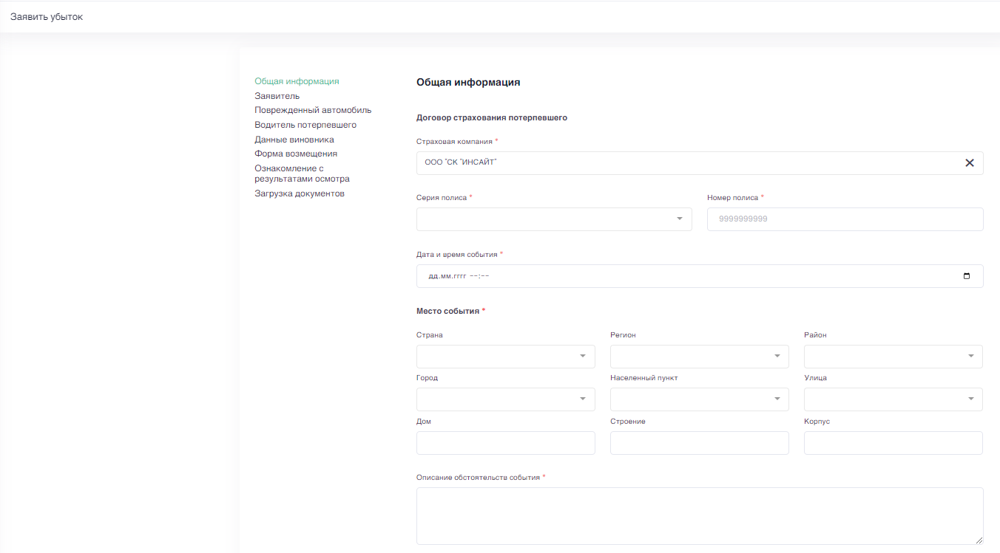 Заявить убыток
Общая информация
Заявитель
Поврежденный автомобиль
Водитель потерпевшего
Данные виновника
Форма возмещения
Ознакомление с
результатами осмотра
Загрузка документов
Общая информация
Договор страхования потерпевшего
Страховая компания *
ООО "СК "ИНСАЙТ"
Серия полиса *
Номер полиса *
9999999999
Дата и время события *
дд.мм.гггг --:--
Место события *
Страна
Регион
Район
Город
Населенный пункт
Улица
Дом
Строение
Корпус
Описание обстоятельств события *